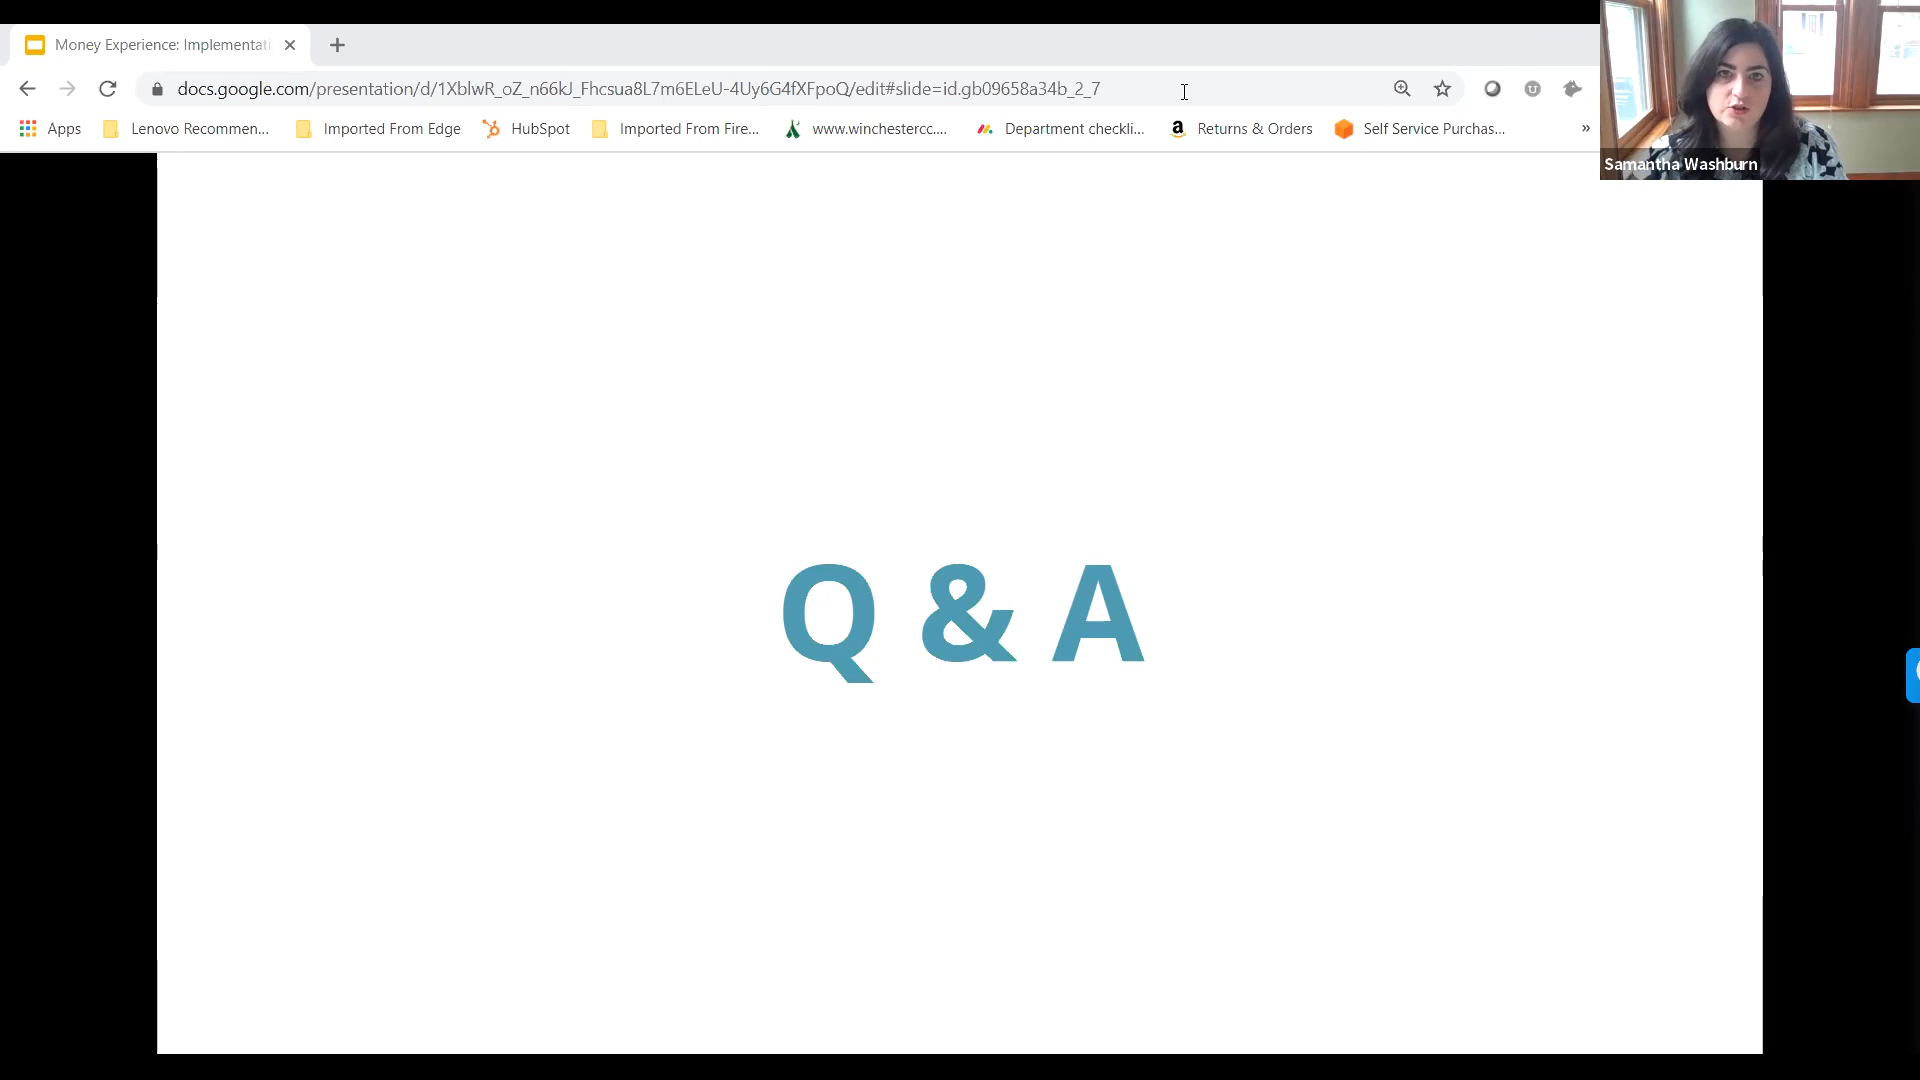 Money Experience: Implementati
docs.google.com/presentation/d/1XblwR_oZ_n66kJ_Fhcsua8L7m6ELeU-4Uy6G4fXFpoQ/edit#slide=id.gb09658a34b_2_7
Apps Lenovo Recommen... Imported From Edge HubSpot Imported From Fire... www.winchestercc.... Department checkli... Returns & Orders Self Service Purchas... »
Samantha Washburn
Q & A